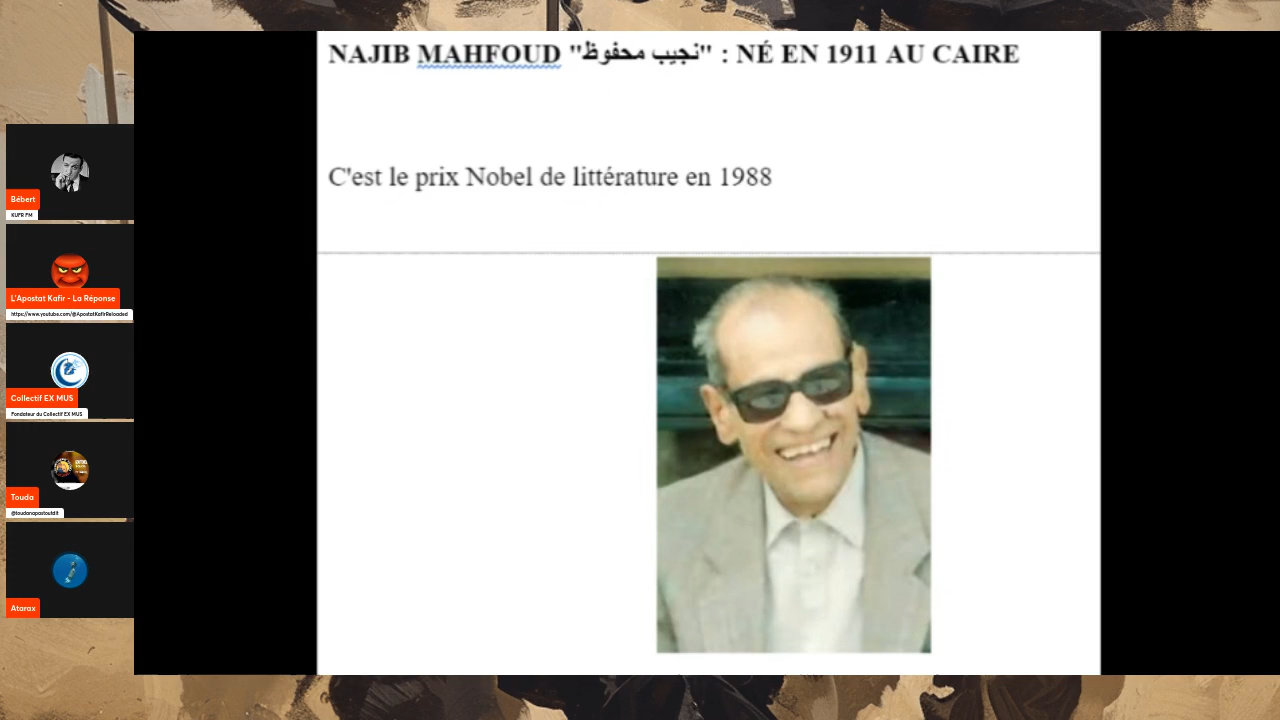 NAJIB MAHFOUD "نجيب محفوظ" : NÉ EN 1911 AU CAIRE
C'est le prix Nobel de littérature en 1988
Bébert
KUFR FM
L'Apostat Kafir - La Réponse
https://www.youtube.com/@ApostatKafirReloaded
Collectif EX MUS
Fondateur du Collectif EX MUS
Touda
@toudanapastoutdit
Atarax